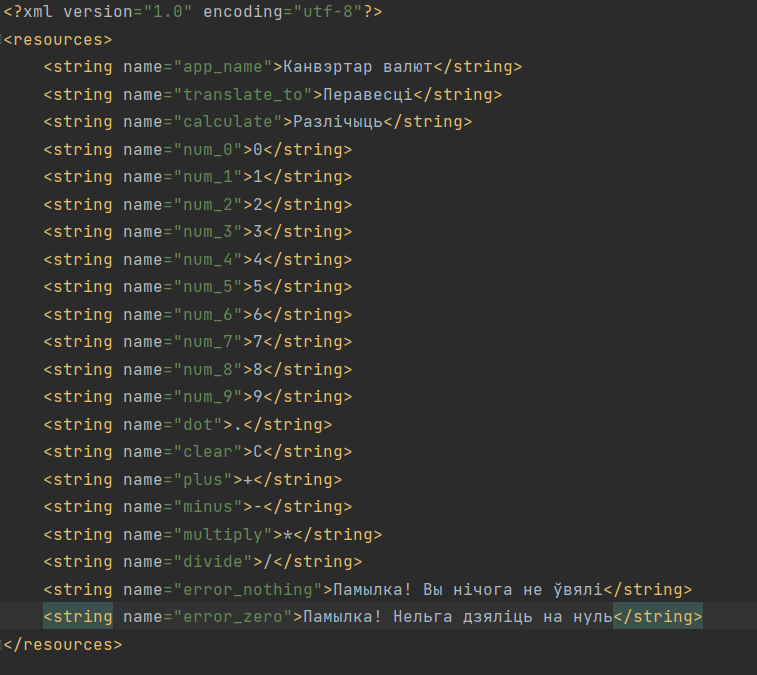 <?xml version="1.0" encoding="utf-8"?>
<resources>
    <string name="app_name">Канвэртар валют</string>
    <string name="translate_to">Перавесці</string>
    <string name="calculate">Разлічыць</string>
    <string name="num_0">0</string>
    <string name="num_1">1</string>
    <string name="num_2">2</string>
    <string name="num_3">3</string>
    <string name="num_4">4</string>
    <string name="num_5">5</string>
    <string name="num_6">6</string>
    <string name="num_7">7</string>
    <string name="num_8">8</string>
    <string name="num_9">9</string>
    <string name="dot">.</string>
    <string name="clear">C</string>
    <string name="plus">+</string>
    <string name="minus">-</string>
    <string name="multiply">*</string>
    <string name="divide">/</string>
    <string name="error_nothing">Памылка! Вы нічога не ўвялі</string>
    <string name="error_zero">Памылка! Нельга дзяліць на нуль</string>
</resources>